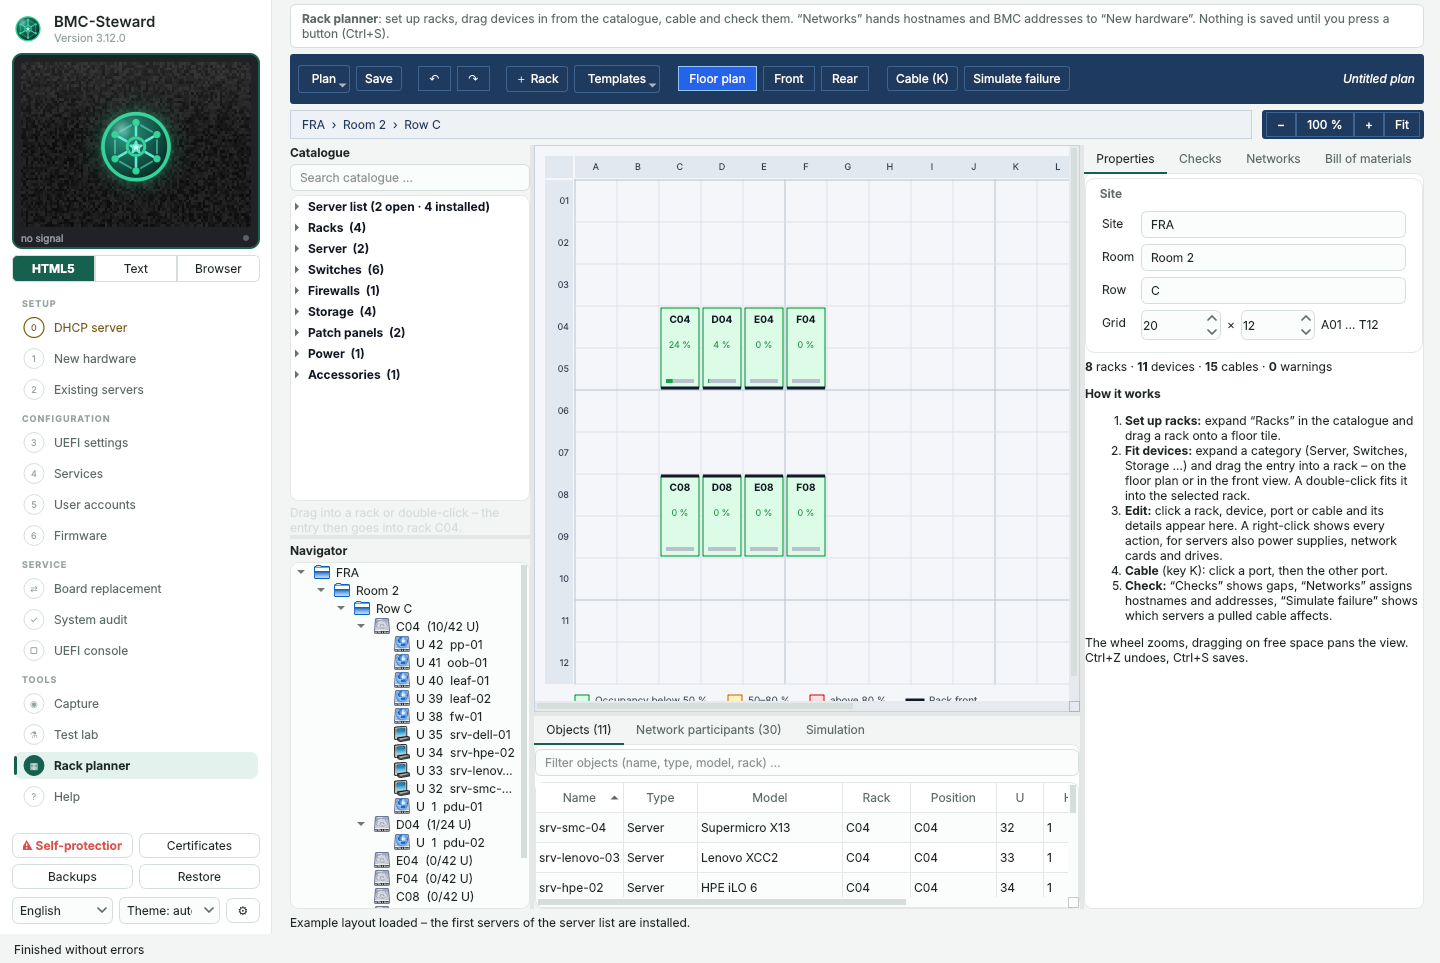 BMC-Steward
Version 3.12.0
no signal
HTML5 Text Browser
SETUP
0 DHCP server
1 New hardware
2 Existing servers
CONFIGURATION
3 UEFI settings
4 Services
5 User accounts
6 Firmware
SERVICE
Board replacement
System audit
UEFI console
TOOLS
Capture
Test lab
Rack planner
? Help
Self-protection Certificates
Backups Restore
English Theme: aut
Finished without errors
Rack planner: set up racks, drag devices in from the catalogue, cable and check them. “Networks” hands hostnames and BMC addresses to “New hardware”. Nothing is saved until you press a
button (Ctrl+S).
Plan Save ↶ ↷ + Rack Templates Floor plan Front Rear Cable (K) Simulate failure Untitled plan
FRA › Room 2 › Row C
− 100 % + Fit
Catalogue
Search catalogue ...
Server list (2 open · 4 installed)
Racks (4)
Server (2)
Switches (6)
Firewalls (1)
Storage (4)
Patch panels (2)
Power (1)
Accessories (1)
Drag into a rack or double-click – the
entry then goes into rack C04.
Navigator
FRA
Room 2
Row C
C04 (10/42 U)
U 42 pp-01
U 41 oob-01
U 40 leaf-01
U 39 leaf-02
U 38 fw-01
U 35 srv-dell-01
U 34 srv-hpe-02
U 33 srv-lenov...
U 32 srv-smc-...
U 1 pdu-01
D04 (1/24 U)
U 1 pdu-02
E04 (0/42 U)
F04 (0/42 U)
C08 (0/42 U)
A B C D E F G H I J K L
01
02
03
04
05
06
07
08
09
10
11
12
C04 D04 E04 F04
24 % 4 % 0 % 0 %
C08 D08 E08 F08
0 % 0 % 0 % 0 %
Occupancy below 50 % 50–80 % above 80 % Rack front
Objects (11) Network participants (30) Simulation
Filter objects (name, type, model, rack) ...
Name Type Model Rack Position U H
srv-smc-04 Server Supermicro X13 C04 C04 32 1
srv-lenovo-03 Server Lenovo XCC2 C04 C04 33 1
srv-hpe-02 Server HPE iLO 6 C04 C04 34 1
Example layout loaded – the first servers of the server list are installed.
Properties Checks Networks Bill of materials
Site
Site FRA
Room Room 2
Row C
Grid 20 × 12 A01 ... T12
8 racks · 11 devices · 15 cables · 0 warnings
How it works
1. Set up racks: expand “Racks” in the catalogue and
drag a rack onto a floor tile.
2. Fit devices: expand a category (Server, Switches,
Storage ...) and drag the entry into a rack – on the
floor plan or in the front view. A double-click fits it
into the selected rack.
3. Edit: click a rack, device, port or cable and its
details appear here. A right-click shows every
action, for servers also power supplies, network
cards and drives.
4. Cable (key K): click a port, then the other port.
5. Check: “Checks” shows gaps, “Networks” assigns
hostnames and addresses, “Simulate failure” shows
which servers a pulled cable affects.
The wheel zooms, dragging on free space pans the view.
Ctrl+Z undoes, Ctrl+S saves.